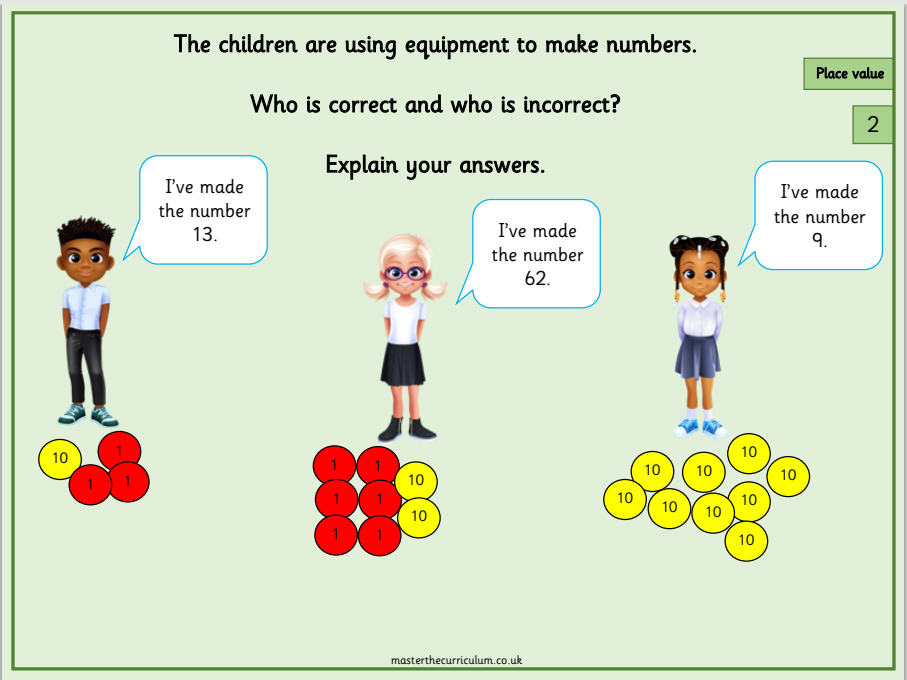 The children are using equipment to make numbers.
Place value
Who is correct and who is incorrect?
2
Explain your answers.
I've made
the number
13.
I've made
the number
62.
I've made
the number
9.
10
1
1
1
1
1
10
1
1
10
1
1
10
10
10
10
10
10
10
10
10
masterthecurriculum.co.uk